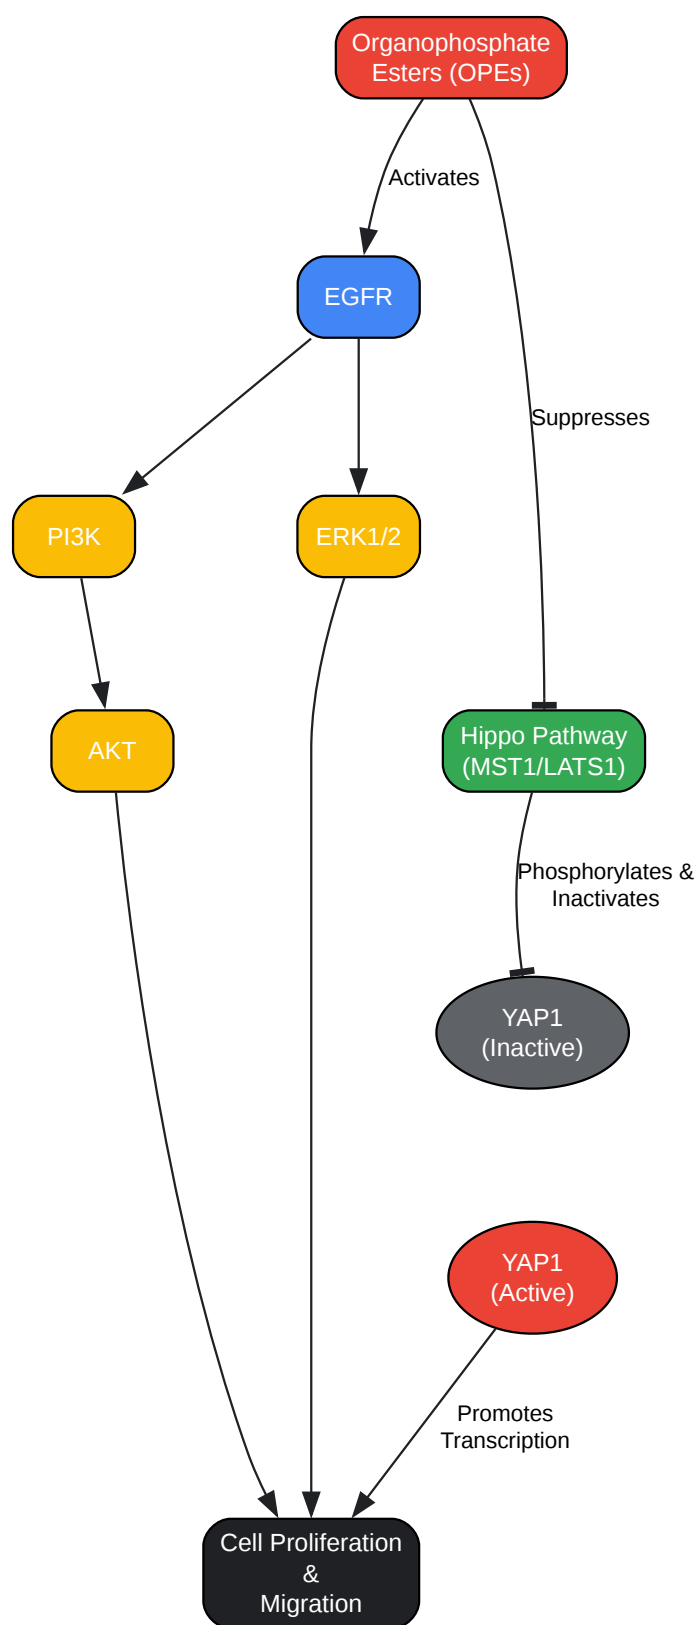 Organophosphate
Esters (OPEs)
Activates
EGFR
Suppresses
PI3K
ERK1/2
AKT
Hippo Pathway
(MST1/LATS1)
Phosphorylates &
Inactivates
YAP1
(Inactive)
YAP1
(Active)
Promotes
Transcription
Cell Proliferation
&
Migration